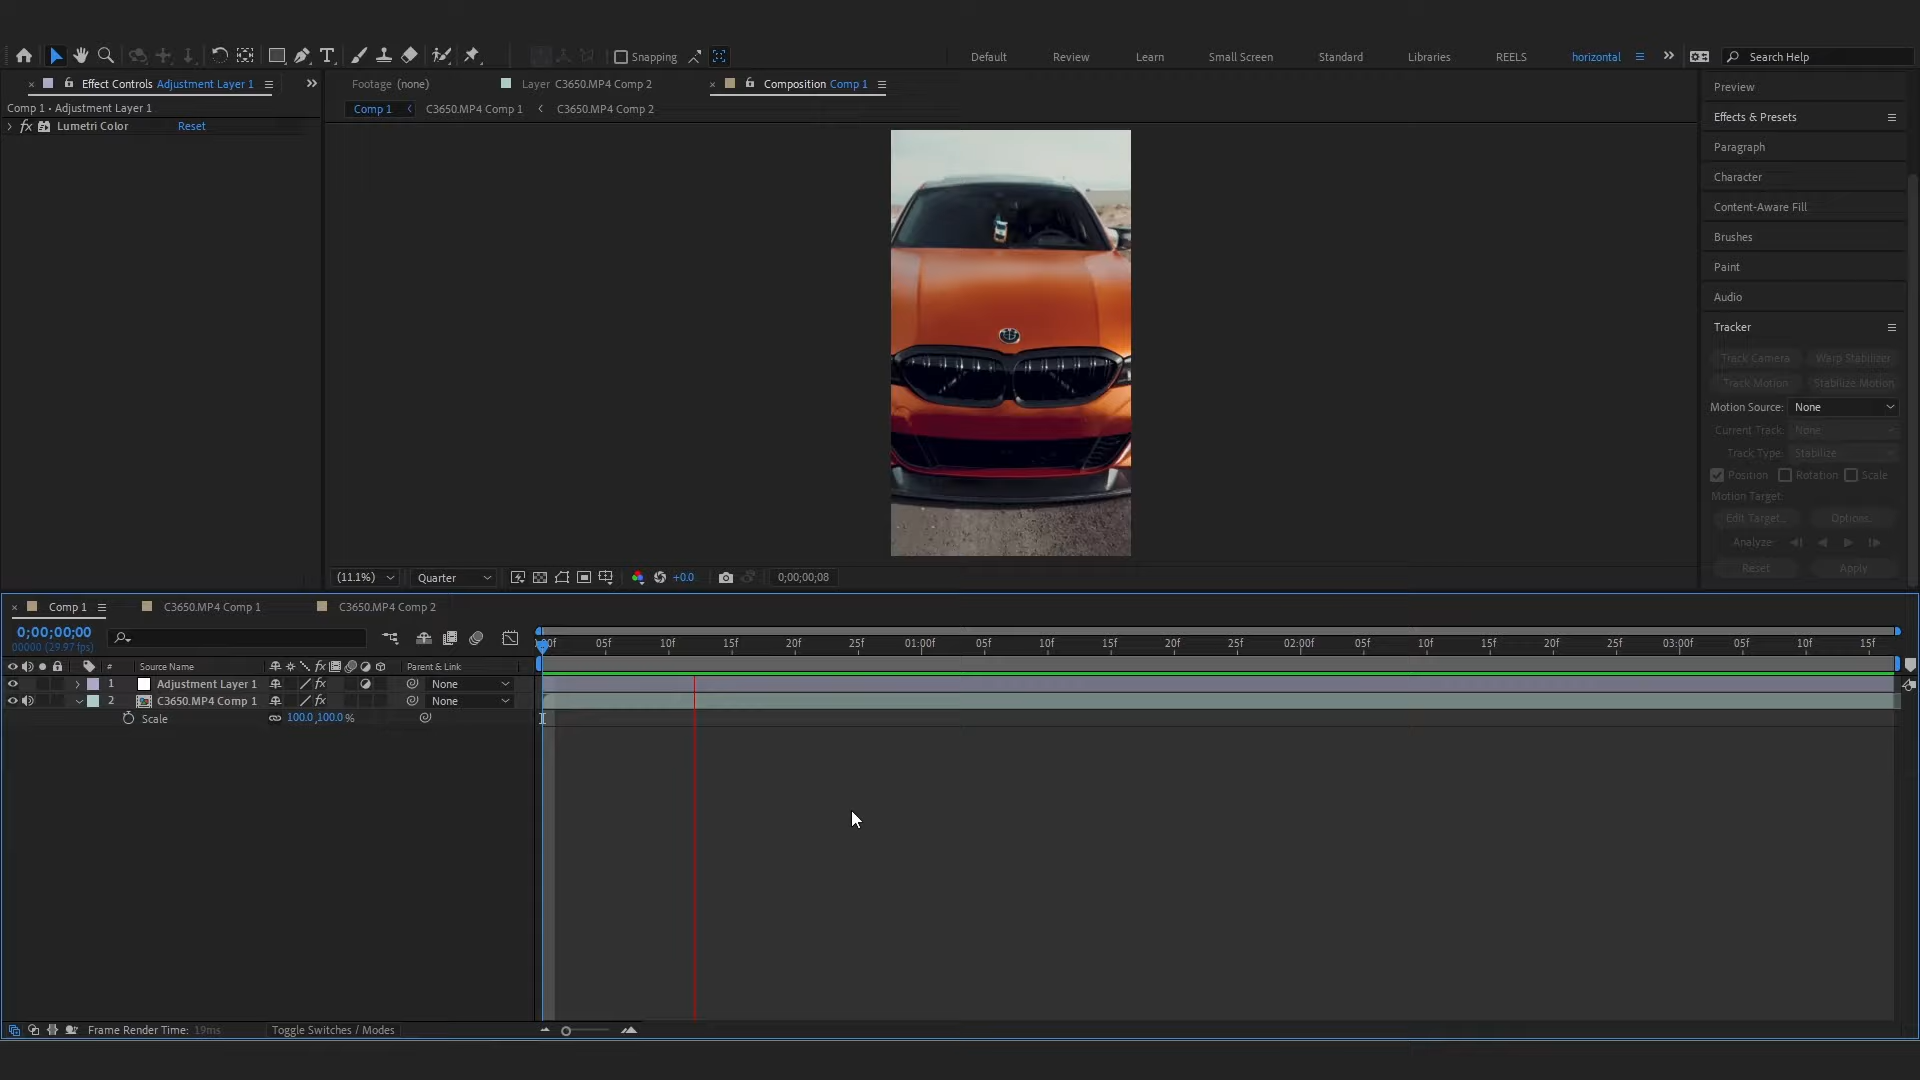 Snapping
Default
Review
Learn
Small Screen
Standard
Libraries
REELS
horizontal
Search Help
Effect Controls Adjustment Layer 1
Footage (none)
Layer C3650.MP4 Comp 2
Composition Comp 1
Comp 1 • Adjustment Layer 1
Comp 1
C3650.MP4 Comp 1
C3650.MP4 Comp 2
fx Lumetri Color Reset
Preview
Effects & Presets
Paragraph
Character
Content-Aware Fill
Brushes
Paint
Audio
Tracker
Track Camera Warp Stabilizer
Track Motion Stabilize Motion
Motion Source: None
Current Track: None
Track Type: Stabilize
Position Rotation Scale
Motion Target:
Edit Target... Options...
Analyze:
Reset Apply
(11.1%) Quarter +0.0 0;00;00;08
Comp 1 C3650.MP4 Comp 1 C3650.MP4 Comp 2
0;00;00;00
00000 (29.97 fps)
05f 10f 15f 20f 25f 01:00f 05f 10f 15f 20f 25f 02:00f 05f 10f 15f 20f 25f 03:00f 05f 10f 15f
# Source Name fx Parent & Link
1 Adjustment Layer 1 fx None
2 C3650.MP4 Comp 1 fx None
Scale 100.0,100.0 %
Frame Render Time: 19ms Toggle Switches / Modes